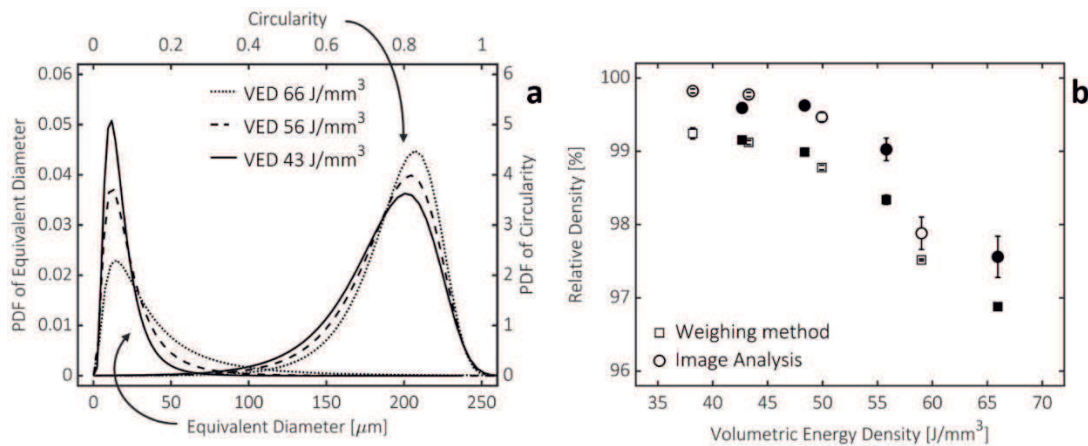 Circularity
0 0.2 0.4 0.6 0.8 1
0.06
0.05
0.04
0.03
0.02
0.01
0
PDF of Equivalent Diameter
VED 66 J/mm³
VED 56 J/mm³
VED 43 J/mm³
a
6
5
4
3
2
1
0
PDF of Circularity
0 50 100 150 200 250
Equivalent Diameter [μm]
b
100
99
98
97
96
Relative Density [%]
Weighing method
Image Analysis
35 40 45 50 55 60 65 70
Volumetric Energy Density [J/mm³]